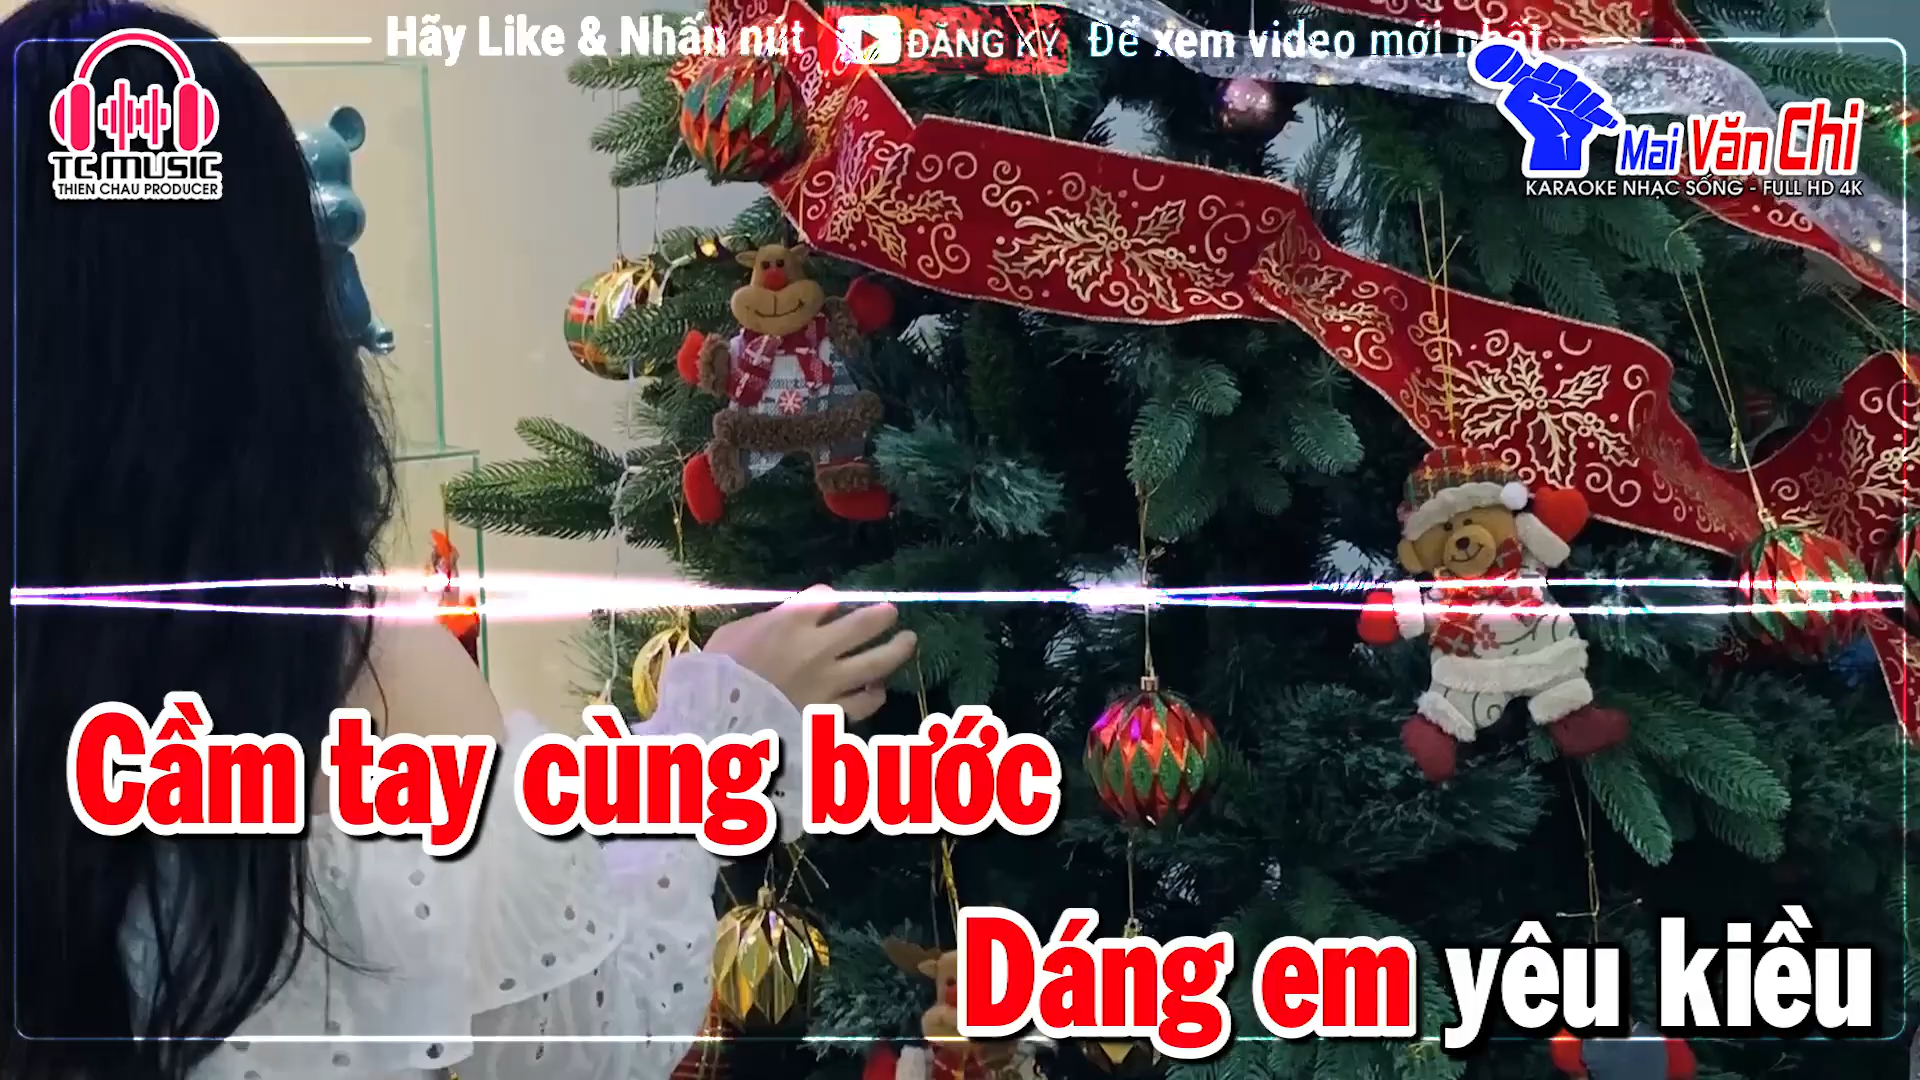 Hãy Like & Nhấn nút ĐĂNG KÝ Để xem video mới nhất
TC MUSIC
THIEN CHAU PRODUCER
Mai Văn Chi
KARAOKE NHẠC SỐNG - FULL HD 4K
Cầm tay cùng bước
Dáng em yêu kiều